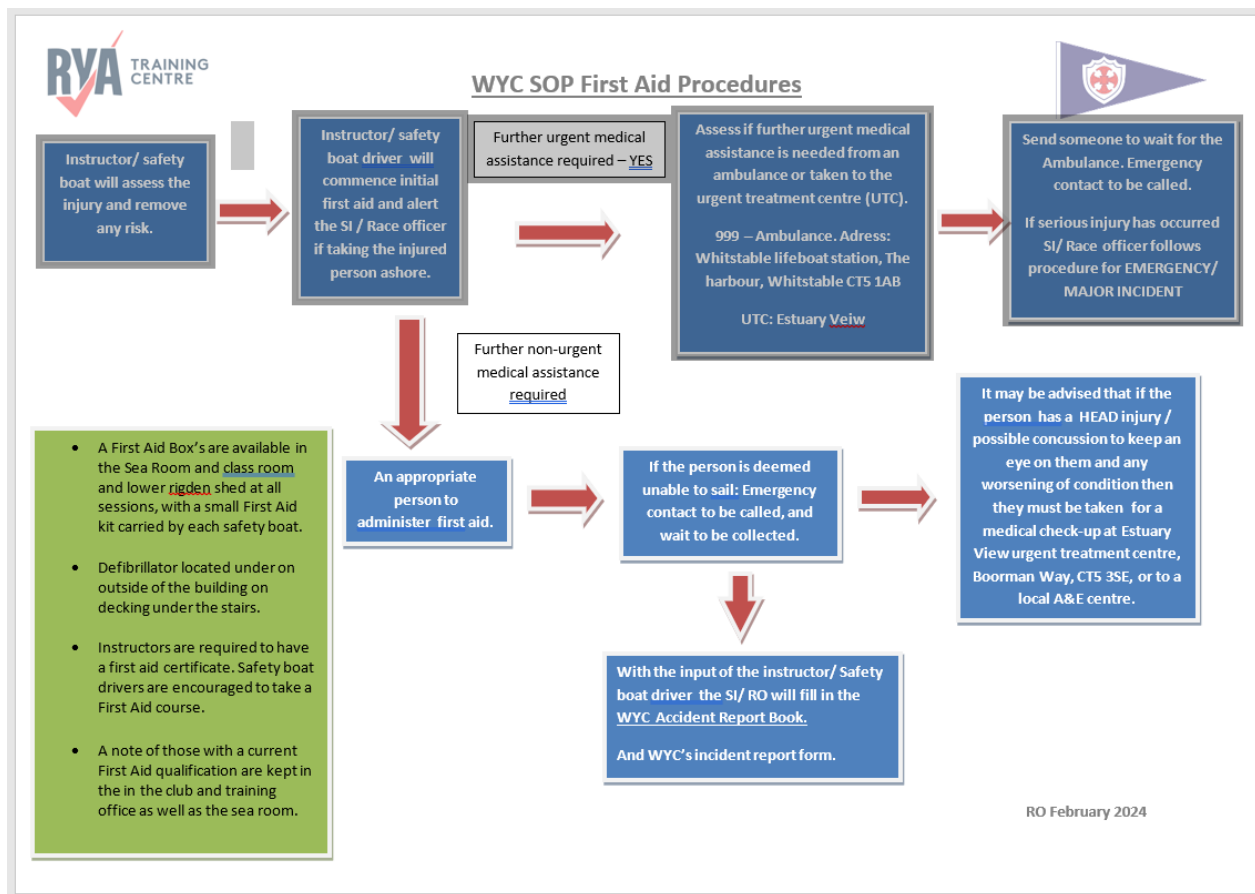 RYA TRAINING
CENTRE
WYC SOP First Aid Procedures
Instructor/ safety
boat will assess the
injury and remove
any risk.
Instructor/ safety
boat driver will
commence initial
first aid and alert
the SI / Race officer
if taking the injured
person ashore.
Further urgent medical
assistance required – YES
Assess if further urgent medical
assistance is needed from an
ambulance or taken to the
urgent treatment centre (UTC).
999 – Ambulance. Adress:
Whitstable lifeboat station, The
harbour, Whitstable CT5 1AB
UTC: Estuary Veiw
Send someone to wait for the
Ambulance. Emergency
contact to be called.
If serious injury has occurred
SI/ Race officer follows
procedure for EMERGENCY/
MAJOR INCIDENT
Further non-urgent
medical assistance
required
An appropriate
person to
administer first aid.
If the person is deemed
unable to sail: Emergency
contact to be called, and
wait to be collected.
It may be advised that if the
person has a HEAD injury /
possible concussion to keep an
eye on them and any
worsening of condition then
they must be taken for a
medical check-up at Estuary
View urgent treatment centre,
Boorman Way, CT5 3SE, or to a
local A&E centre.
With the input of the instructor/ Safety
boat driver the SI/ RO will fill in the
WYC Accident Report Book.
And WYC's incident report form.
• A First Aid Box's are available in
the Sea Room and class room
and lower rigden shed at all
sessions, with a small First Aid
kit carried by each safety boat.
• Defibrillator located under on
outside of the building on
decking under the stairs.
• Instructors are required to have
a first aid certificate. Safety boat
drivers are encouraged to take a
First Aid course.
• A note of those with a current
First Aid qualification are kept in
the in the club and training
office as well as the sea room.
RO February 2024